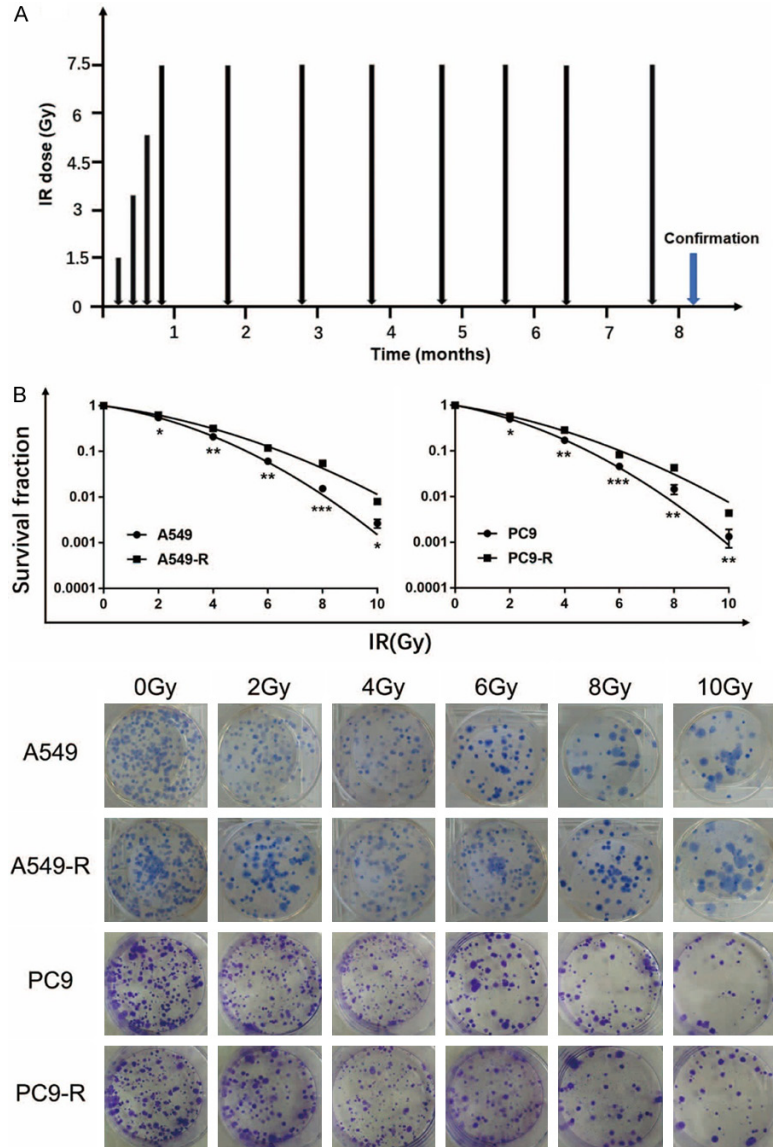 A
IR dose (Gy)
7.5
6
4.5
3
1.5
0
Confirmation
1 2 3 4 5 6 7 8
Time (months)
B
Survival fraction
1
0.1
0.01
0.001
0.0001
* ** ** *** *
A549
A549-R
0 2 4 6 8 10
1
0.1
0.01
0.001
0.0001
* ** *** ** **
PC9
PC9-R
0 2 4 6 8 10
IR(Gy)
0Gy 2Gy 4Gy 6Gy 8Gy 10Gy
A549
A549-R
PC9
PC9-R